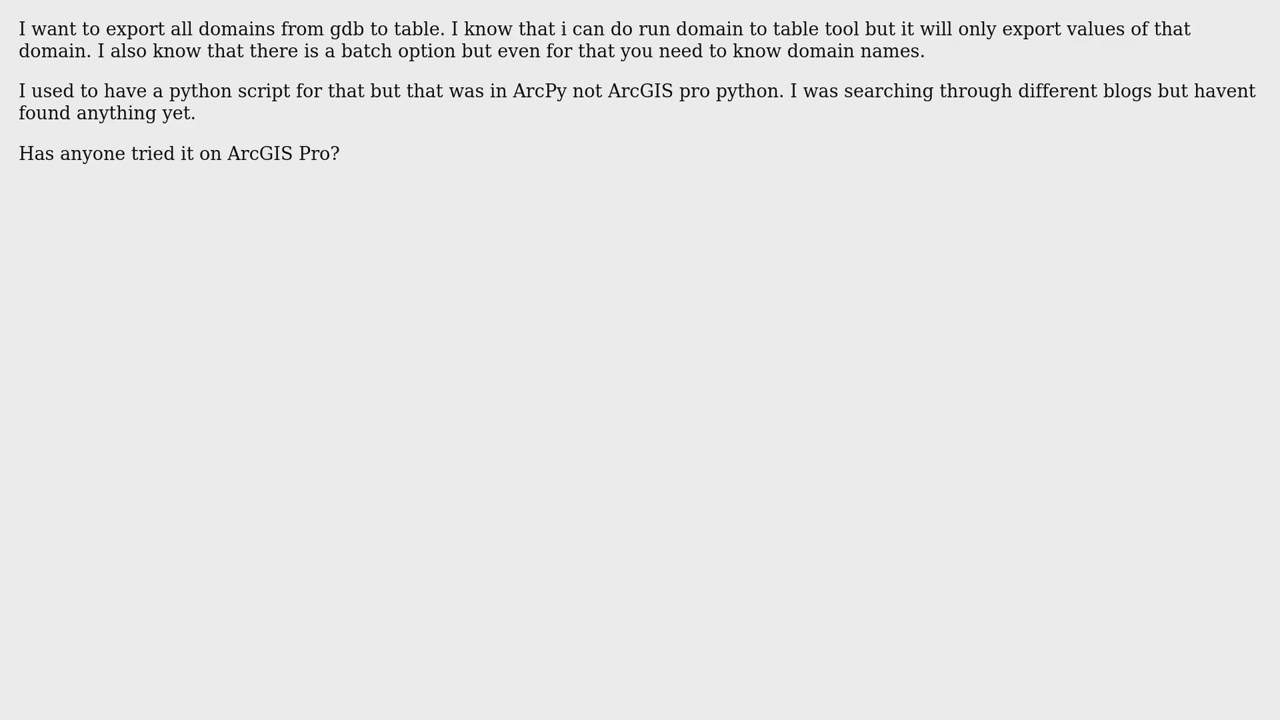 I want to export all domains from gdb to table. I know that i can do run domain to table tool but it will only export values of that
domain. I also know that there is a batch option but even for that you need to know domain names.
I used to have a python script for that but that was in ArcPy not ArcGIS pro python. I was searching through different blogs but havent
found anything yet.
Has anyone tried it on ArcGIS Pro?